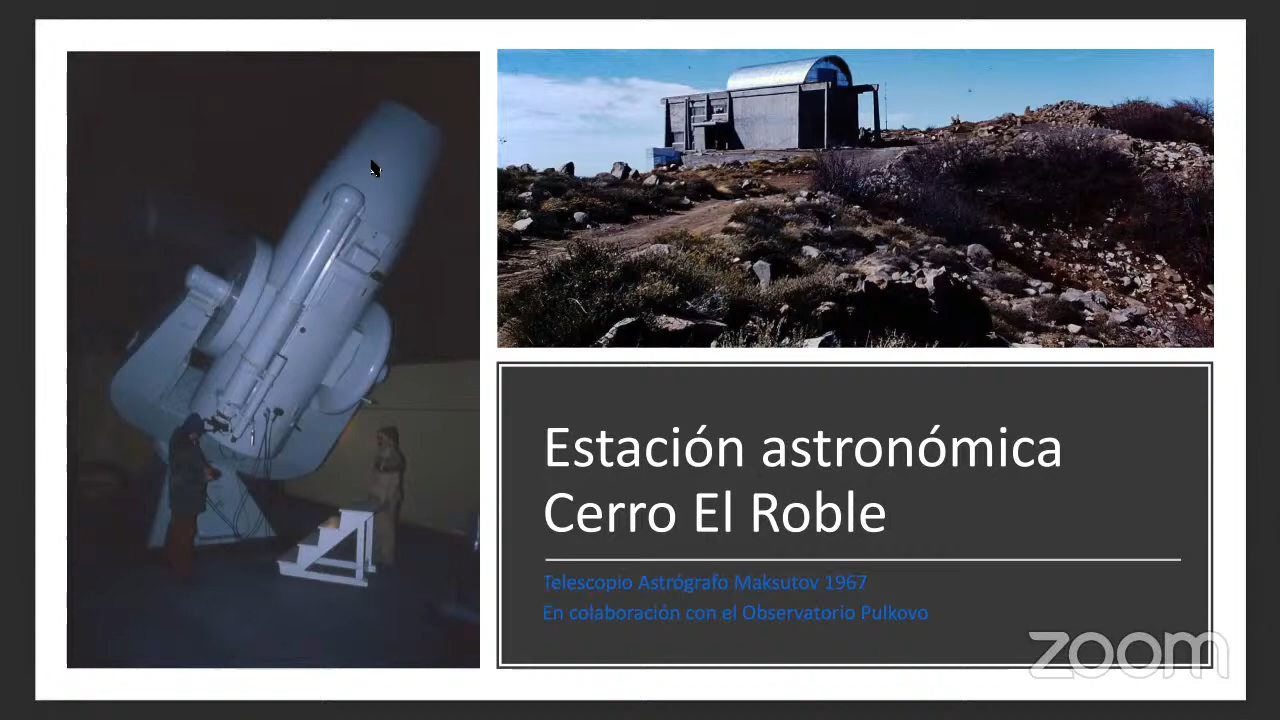 Estación astronómica
Cerro El Roble
Telescopio Astrógrafo Maksutov 1967
En colaboración con el Observatorio Pulkovo
zoom